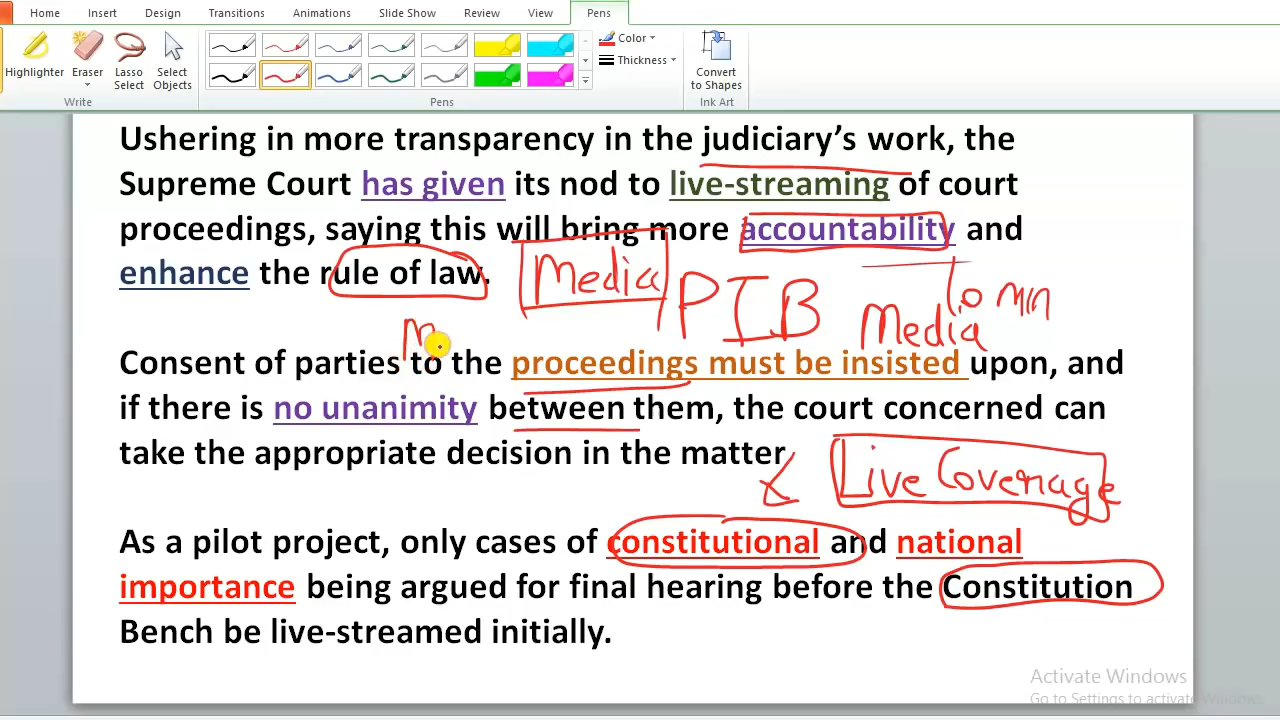 Home Insert Design Transitions Animations Slide Show Review View Pens
Highlighter Eraser Lasso Select Select Objects Color Thickness Convert to Shapes
Write Pens Ink Art
Ushering in more transparency in the judiciary’s work, the
Supreme Court has given its nod to live-streaming of court
proceedings, saying this will bring more accountability and
enhance the rule of law.
Media PIB Media 10 min
Consent of parties to the proceedings must be insisted upon, and
if there is no unanimity between them, the court concerned can
take the appropriate decision in the matter
Live Coverage
As a pilot project, only cases of constitutional and national
importance being argued for final hearing before the Constitution
Bench be live-streamed initially.
Activate Windows
Go to Settings to activate Windows.